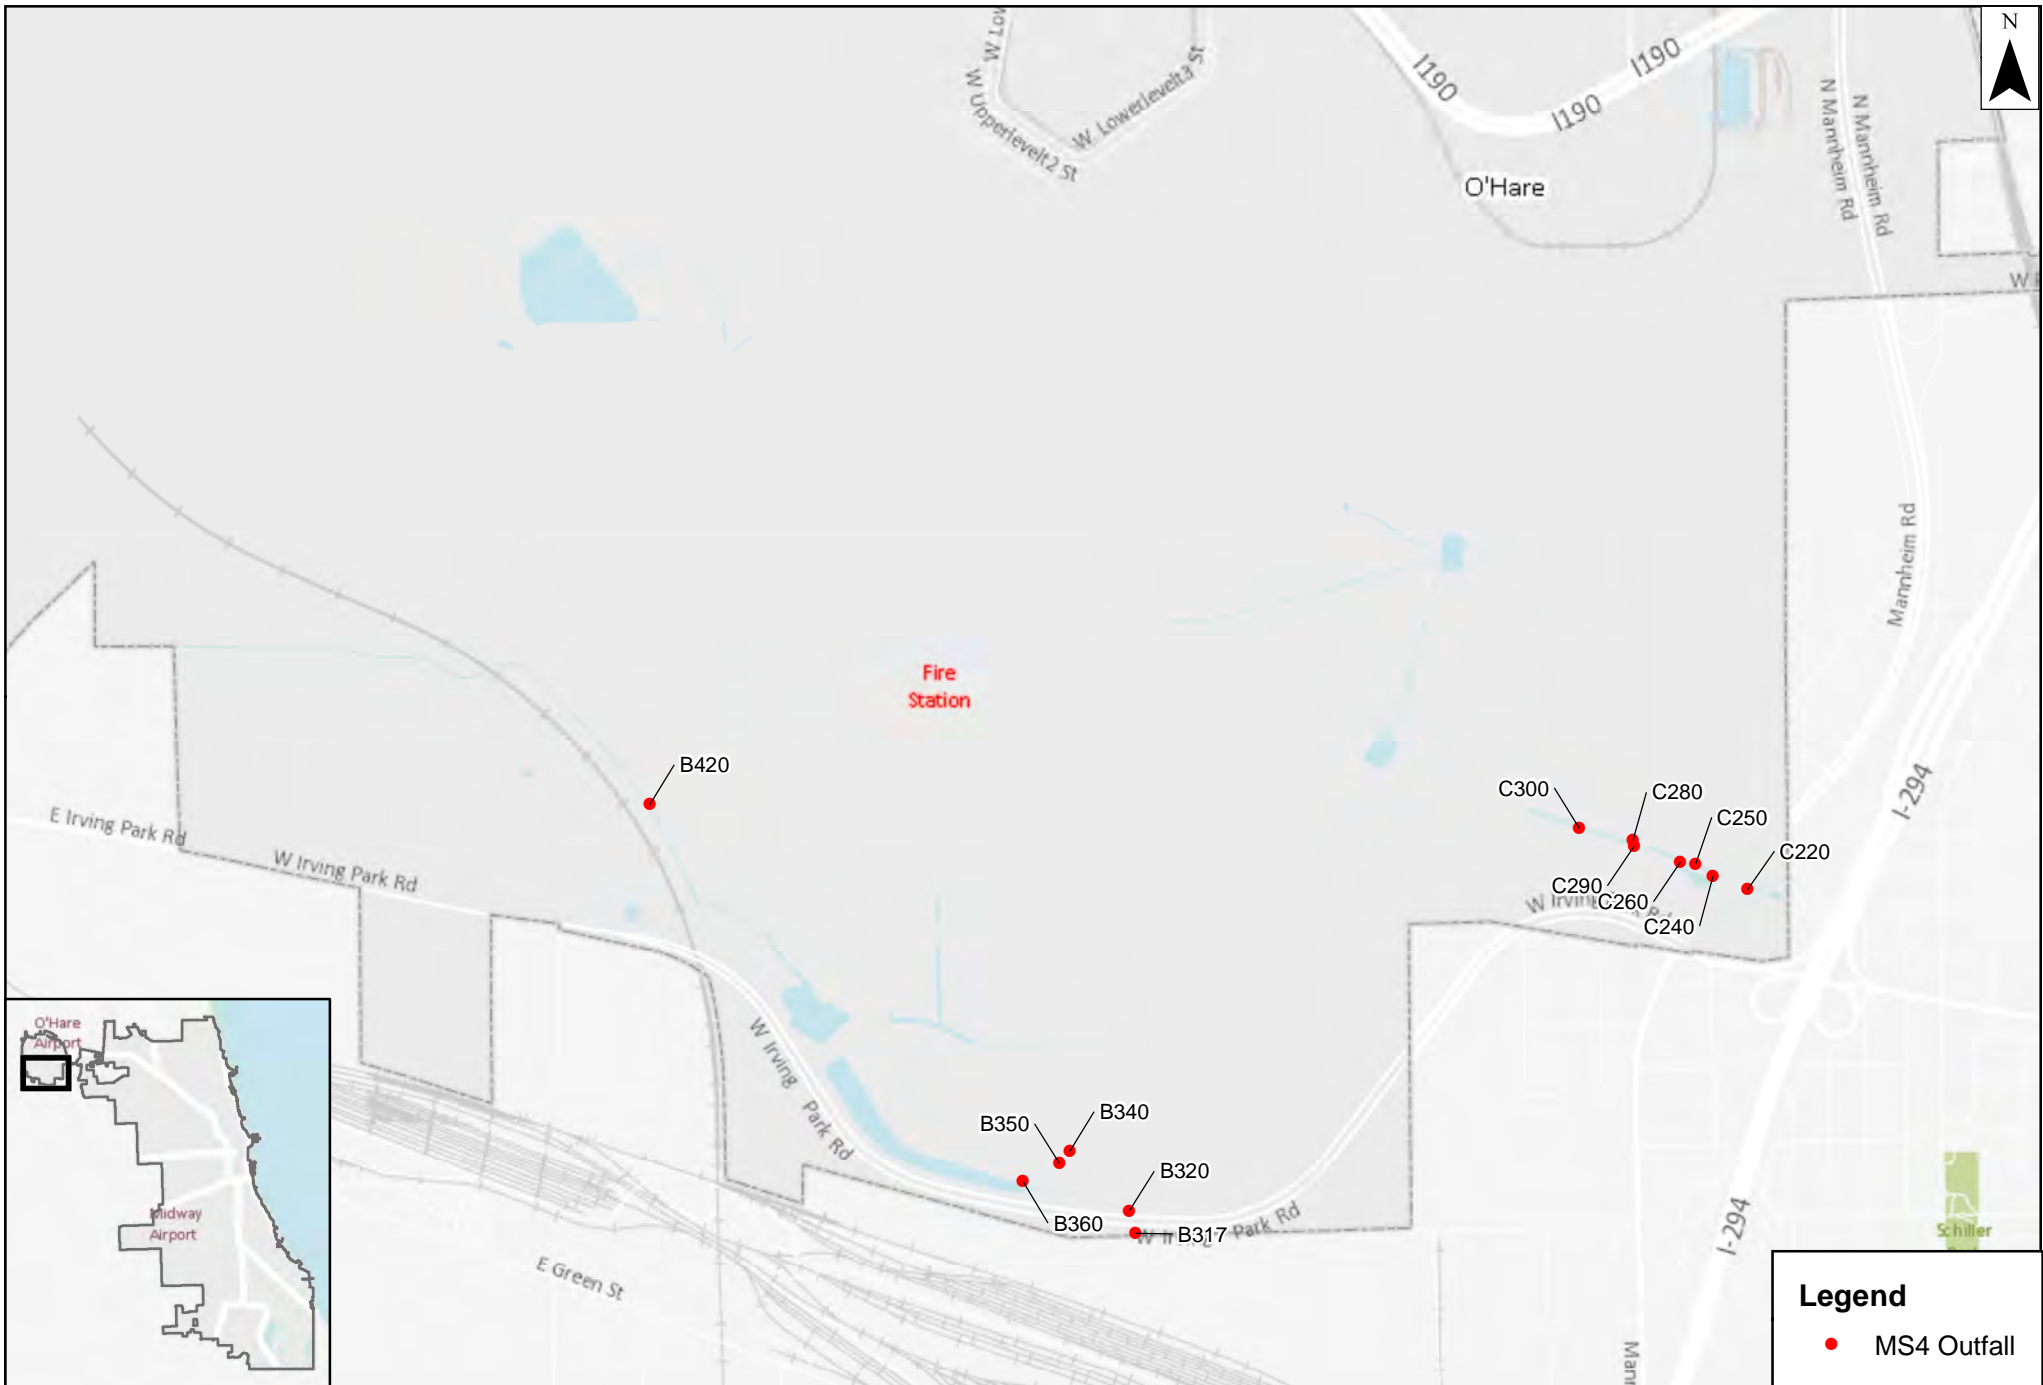 N
W Low
W Upperlevelt2 St
W Lowerlevelt3 St
I190
I190
I190
N Mannheim Rd
N Mannheim Rd
O'Hare
Mannheim Rd
Fire
Station
B420
E Irving Park Rd
W Irving Park Rd
C300
C280
C250
C220
C290
C260
C240
I-294
O'Hare
Airport
Midway
Airport
W Irving
Park Rd
B350
B340
B320
B360
B317
Park Rd
E Green St
I-294
Schiller
Mann
Legend
MS4 Outfall